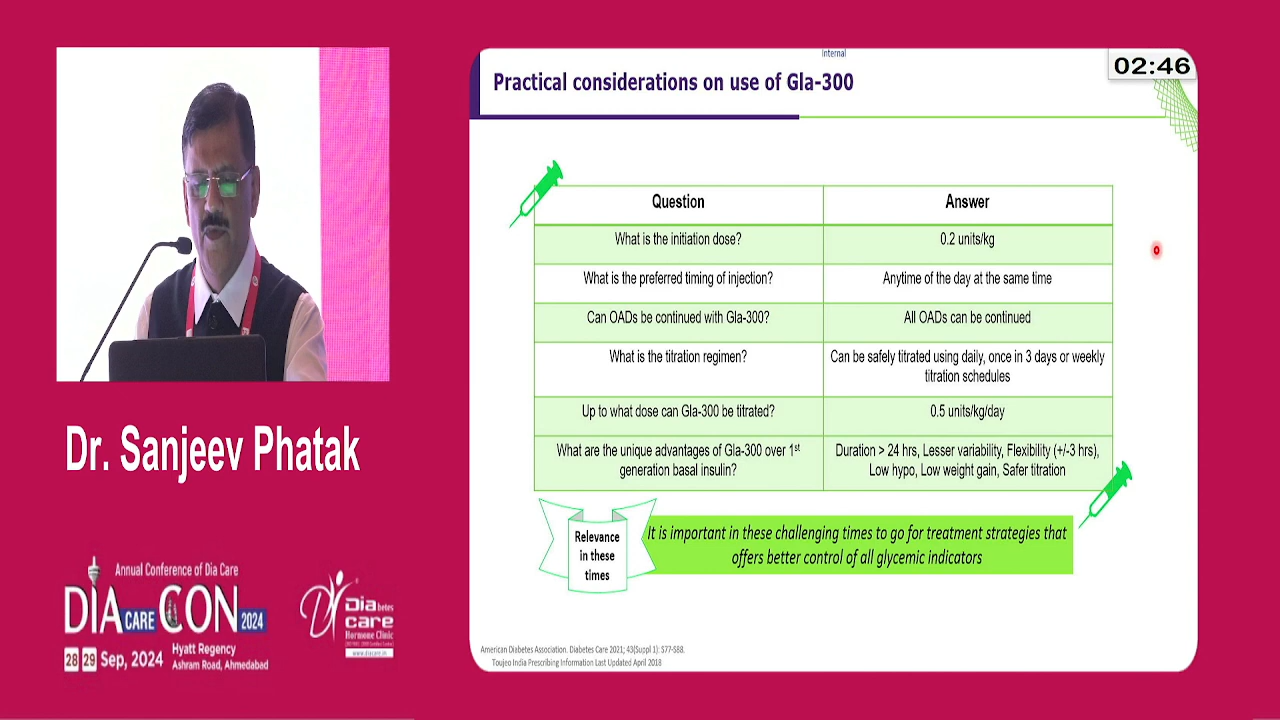 Internal
02:46
Practical considerations on use of Gla-300
Question
Answer
What is the initiation dose?
0.2 units/kg
What is the preferred timing of injection?
Anytime of the day at the same time
Can OADs be continued with Gla-300?
All OADs can be continued
What is the titration regimen?
Can be safely titrated using daily, once in 3 days or weekly
titration schedules
Up to what dose can Gla-300 be titrated?
0.5 units/kg/day
What are the unique advantages of Gla-300 over 1st
generation basal insulin?
Duration > 24 hrs, Lesser variability, Flexibility (+/-3 hrs),
Low hypo, Low weight gain, Safer titration
Relevance
in these
times
It is important in these challenging times to go for treatment strategies that
offers better control of all glycemic indicators
American Diabetes Association. Diabetes Care 2021; 43(Suppl 1): S77-S88.
Toujeo India Prescribing Information Last Updated April 2018
Dr. Sanjeev Phatak
Annual Conference of Dia Care
DIA CARE CON 2024
28 29 Sep, 2024
Hyatt Regency
Ashram Road, Ahmedabad
Diabetes
care
Hormone Clinic
www.diacare.in